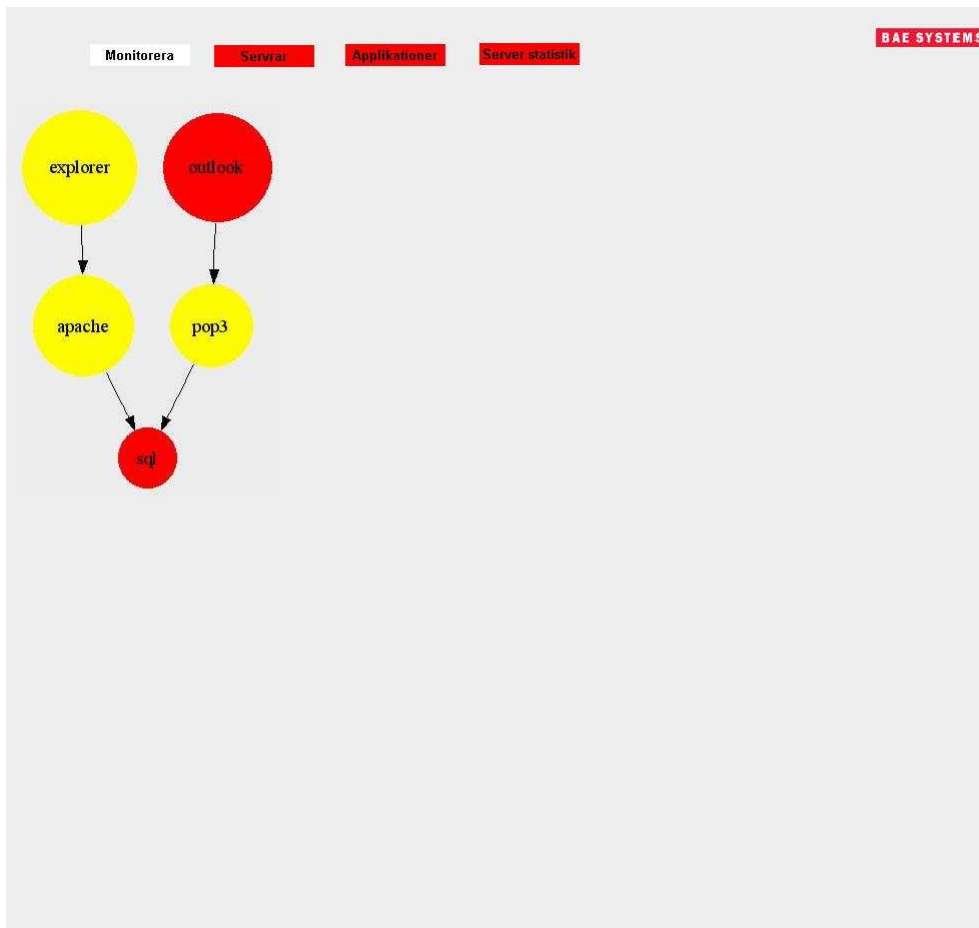 BAE SYSTEMS
Monitorera
Servrar
Applikationer
Server statistik
explorer
outlook
apache
pop3
sql